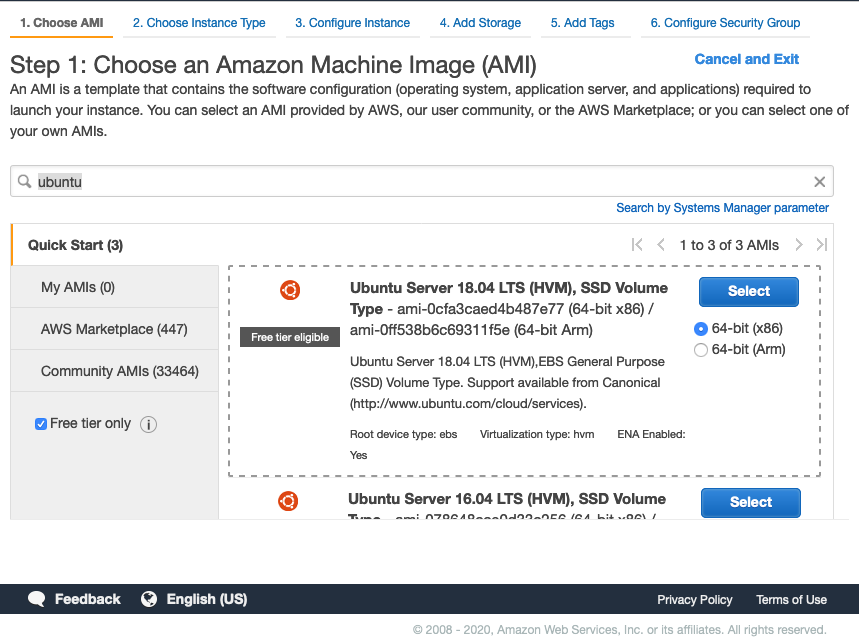 1. Choose AMI 2. Choose Instance Type 3. Configure Instance 4. Add Storage 5. Add Tags 6. Configure Security Group
Step 1: Choose an Amazon Machine Image (AMI)
Cancel and Exit
An AMI is a template that contains the software configuration (operating system, application server, and applications) required to
launch your instance. You can select an AMI provided by AWS, our user community, or the AWS Marketplace; or you can select one of
your own AMIs.
ubuntu
Search by Systems Manager parameter
Quick Start (3)
1 to 3 of 3 AMIs
My AMIs (0)
AWS Marketplace (447)
Community AMIs (33464)
Free tier only
Free tier eligible
Ubuntu Server 18.04 LTS (HVM), SSD Volume
Type - ami-0cfa3caed4b487e77 (64-bit x86) /
ami-0ff538b6c69311f5e (64-bit Arm)
Ubuntu Server 18.04 LTS (HVM),EBS General Purpose
(SSD) Volume Type. Support available from Canonical
(http://www.ubuntu.com/cloud/services).
Root device type: ebs Virtualization type: hvm ENA Enabled:
Yes
Select
64-bit (x86)
64-bit (Arm)
Ubuntu Server 16.04 LTS (HVM), SSD Volume
Type - (64-bit x86) /
Select
Feedback English (US) Privacy Policy Terms of Use
© 2008 - 2020, Amazon Web Services, Inc. or its affiliates. All rights reserved.